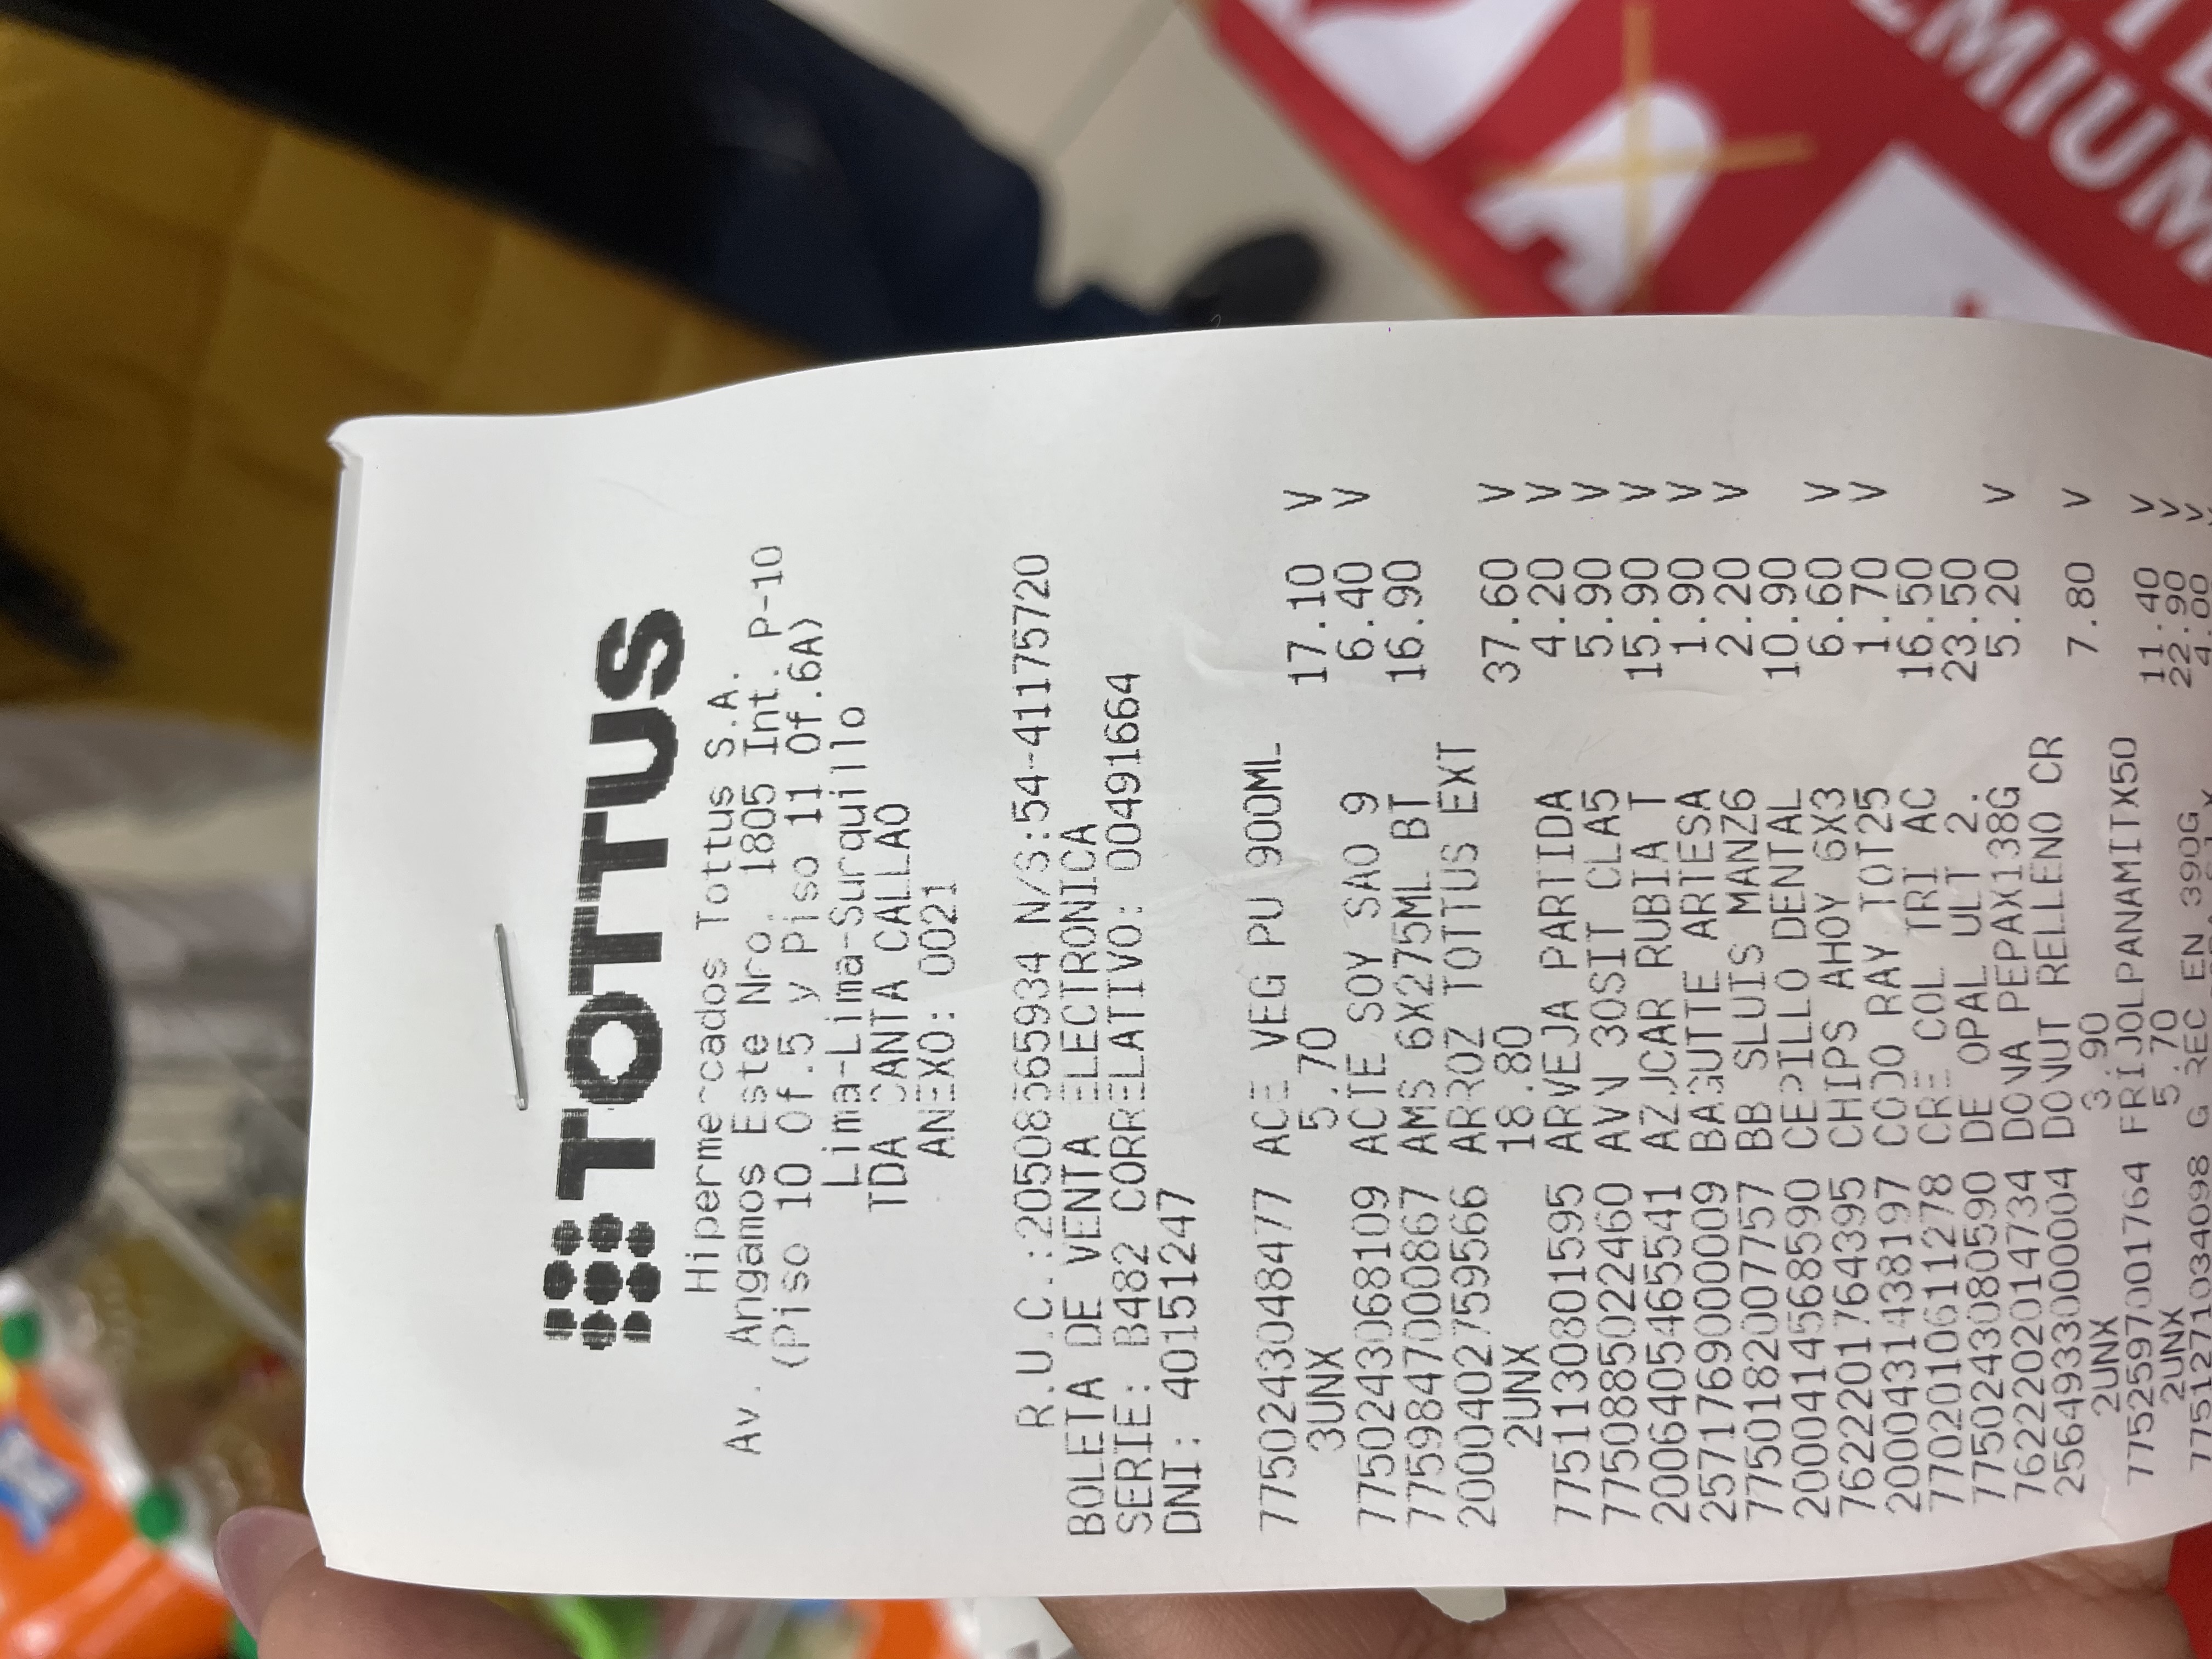 TOTTUS
Hipermercados Tottus S.A.
Av. Angamos Este Nro. 1805 Int. P-10
(Piso 10 Of.5 y Piso 11 Of.6A)
Lima-Lima-Surquillo
TDA CANTA CALLAO
ANEXO: 0021
R.U.C.:20508565934 N/S:54-41175720
BOLETA DE VENTA ELECTRONICA
SERIE: B482 CORRELATIVO: 00491664
DNI: 40151247
7750243048477 ACE VEG PU 900ML
3UNX 5.70 17.10 V
7750243068109 ACTE SOY SAO 9 6.40 V
7759847000867 AMS 6X275ML BT 16.90
2000402759566 ARROZ TOTTUS EXT
2UNX 18.80 37.60 V
7751130801595 ARVEJA PARTIDA 4.20 V
7750885022460 AVN 30SIT CLA5 5.90 V
2006405465541 AZUCAR RUBIA T 15.90 V
2571769000009 BAGUTTE ARTESA 1.90 V
7750182007757 BB SLUIS MANZ6 2.20 V
2000414568590 CEPILLO DENTAL 10.90
7622201764395 CHIPS AHOY 6X3 6.60 V
2000431438197 CODO RAY TOT25 1.70 V
7702010611278 CRE COL TRI AC 16.50
7750243080590 DE OPAL ULT 2. 23.50
7622202014734 DONA PEPAX138G 5.20 V
2564933000004 DONUT RELLENO CR
2UNX 3.90 7.80 V
7752597001764 FRIJOLPANAMITX50
2UNX 5.70 11.40 V
7751271034098 G REC EN 390G 22.90 V
4.00 V